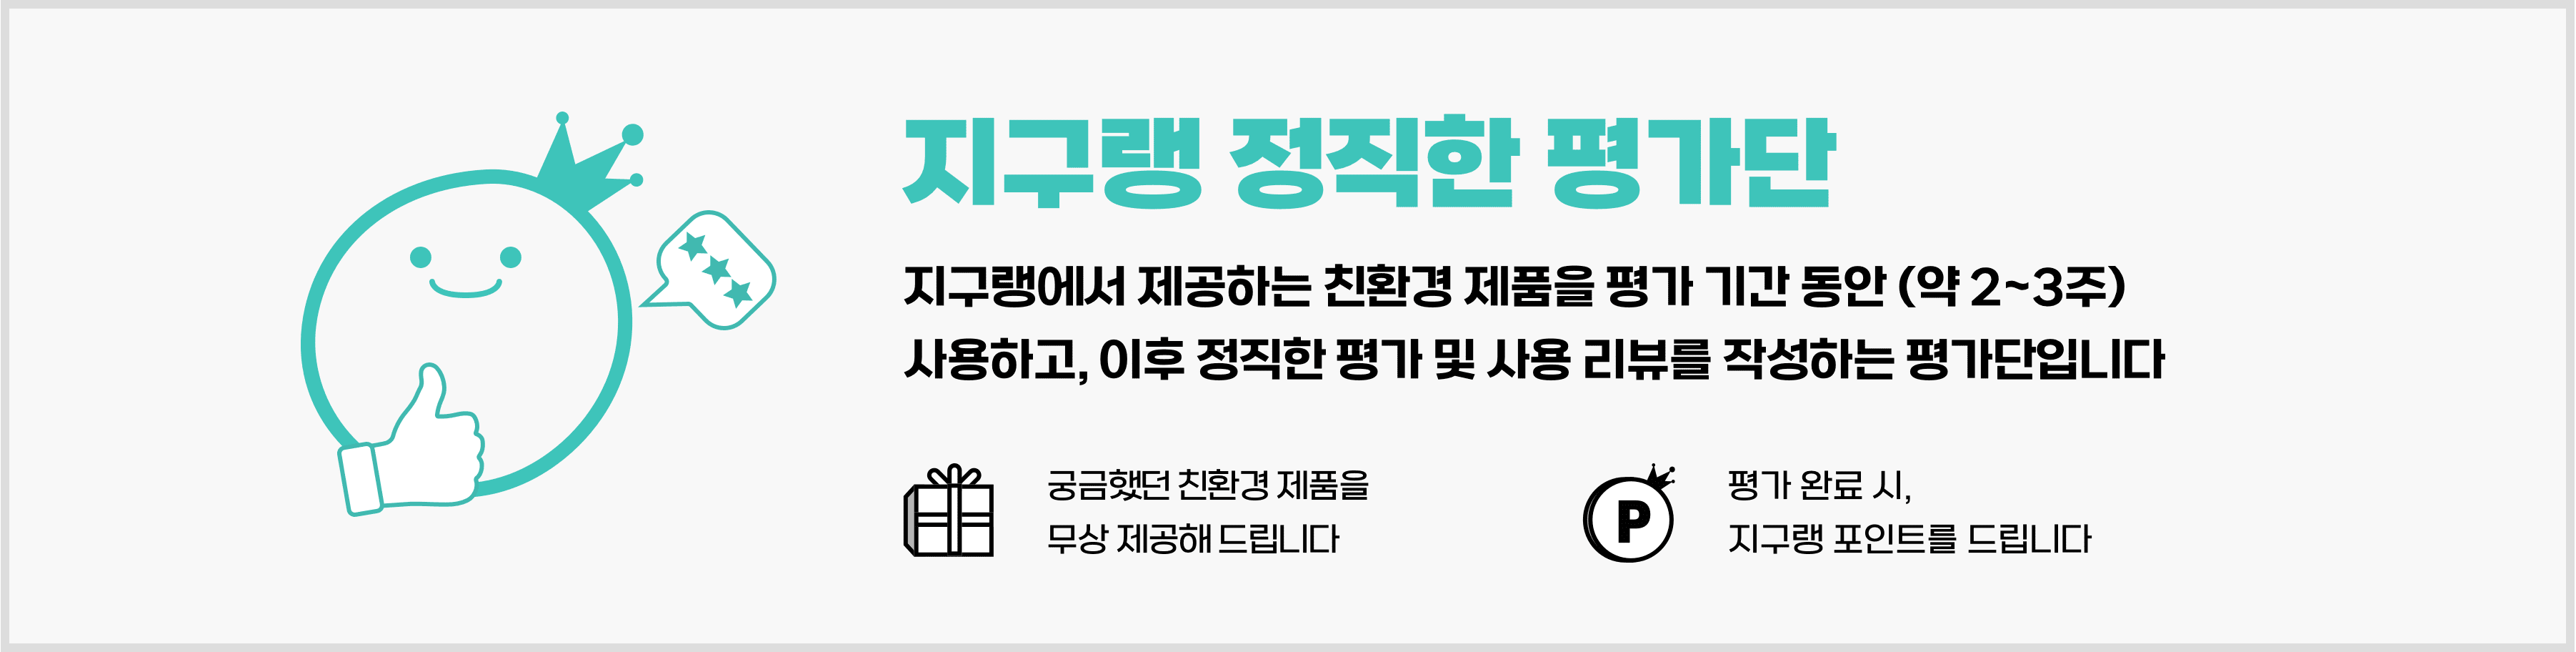 지구랭 정직한 평가단
지구랭에서 제공하는 친환경 제품을 평가 기간 동안 (약 2~3주)
사용하고, 이후 정직한 평가 및 사용 리뷰를 작성하는 평가단입니다
궁금했던 친환경 제품을
무상 제공해 드립니다
P
평가 완료 시,
지구랭 포인트를 드립니다